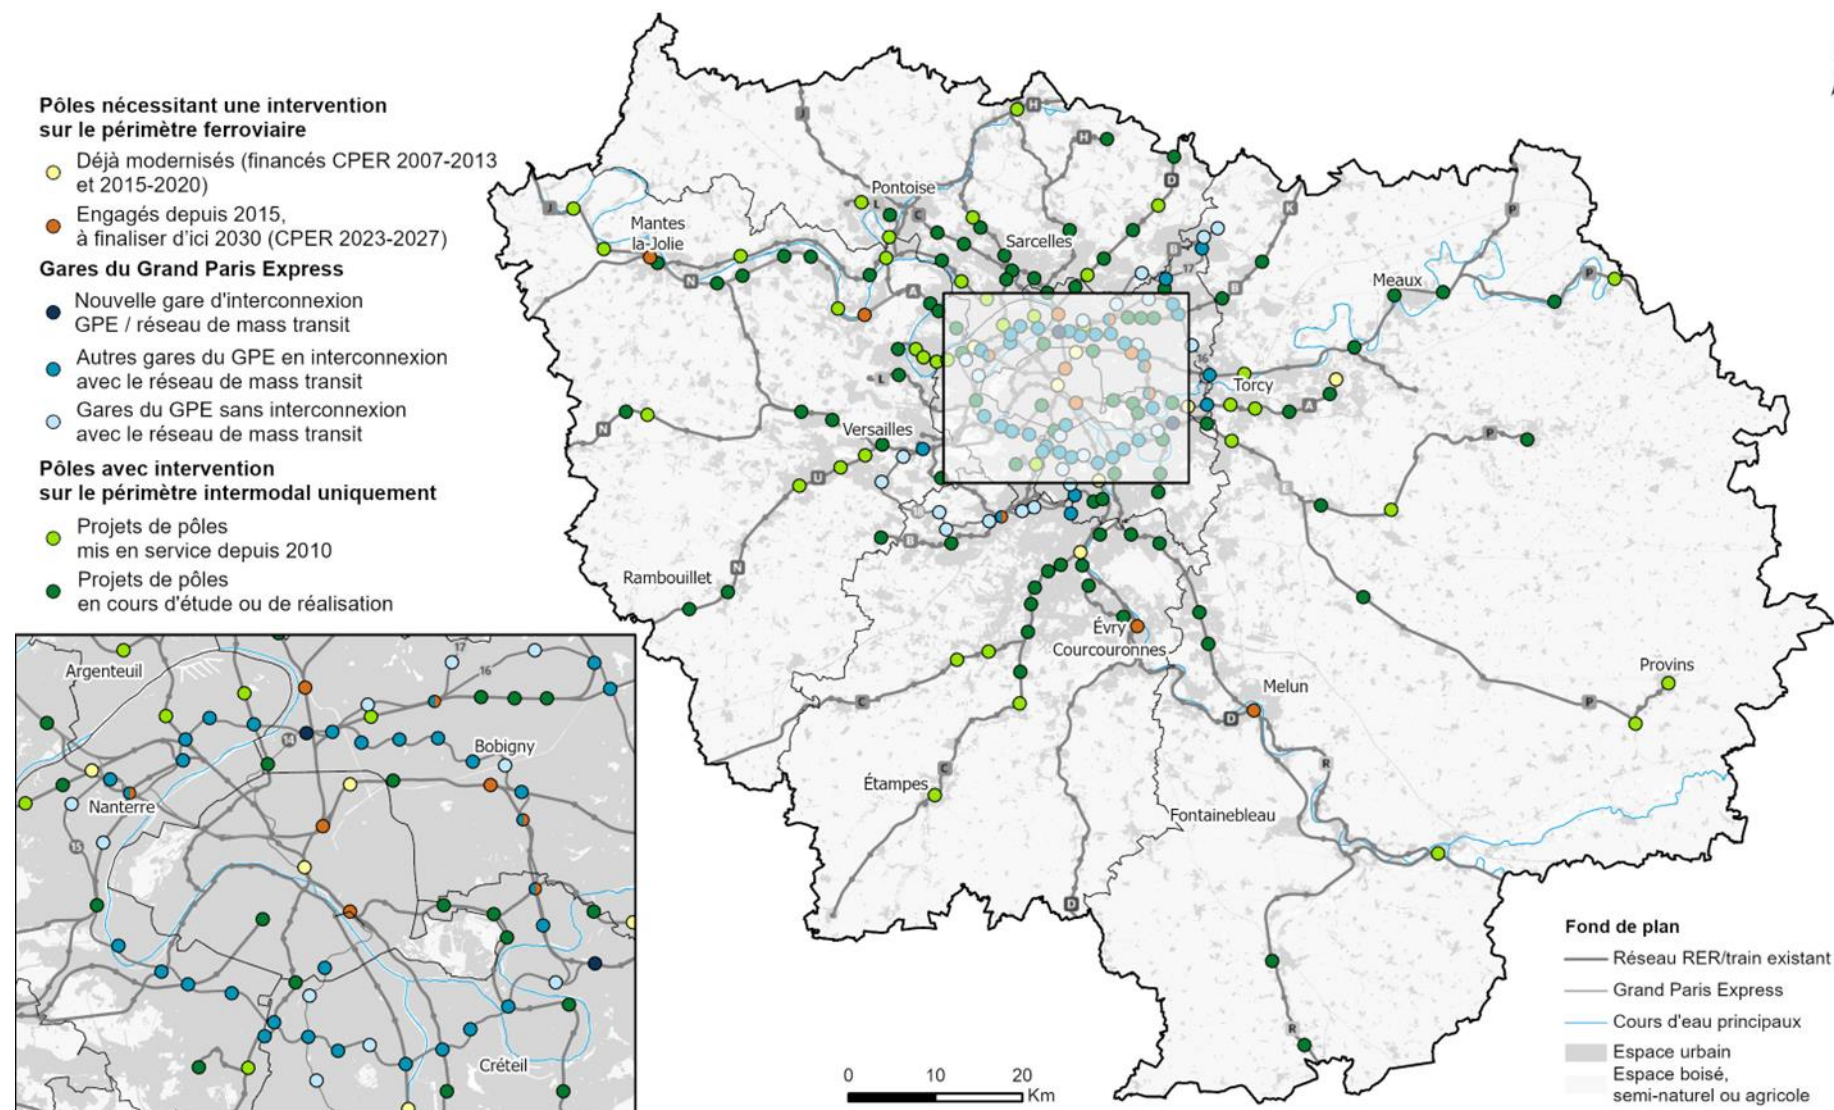 Pôles nécessitant une intervention
sur le périmètre ferroviaire
Déjà modernisés (financés CPER 2007-2013
et 2015-2020)
Engagés depuis 2015,
à finaliser d'ici 2030 (CPER 2023-2027)
Gares du Grand Paris Express
Nouvelle gare d'interconnexion
GPE / réseau de mass transit
Autres gares du GPE en interconnexion
avec le réseau de mass transit
Gares du GPE sans interconnexion
avec le réseau de mass transit
Pôles avec intervention
sur le périmètre intermodal uniquement
Projets de pôles
mis en service depuis 2010
Projets de pôles
en cours d'étude ou de réalisation
J
H
H
D
Pontoise
L
C
J
Mantes
la-Jolie
Sarcelles
K
P
B
17
N
A
B
Meaux
P
16
L
Torcy
A
N
Versailles
P
U
E
B
N
Rambouillet
Évry
Courcouronnes
C
Melun
D
Provins
P
R
C
Étampes
Fontainebleau
D
R
Argenteuil
17
16
14
Bobigny
Nanterre
15
Créteil
0
10
20
Km
Fond de plan
Réseau RER/train existant
Grand Paris Express
Cours d'eau principaux
Espace urbain
Espace boisé,
semi-naturel ou agricole